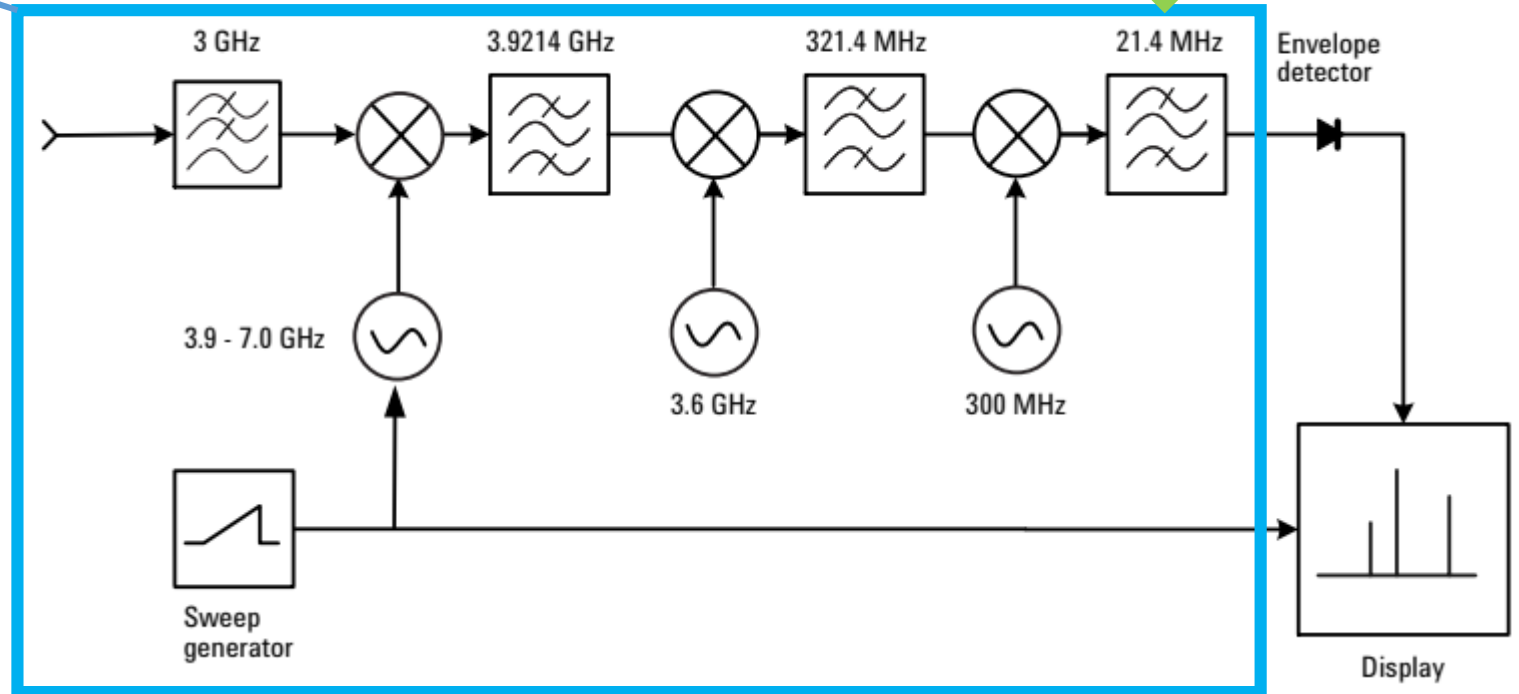 3 GHz
3.9214 GHz
321.4 MHz
21.4 MHz
Envelope
detector
3.9 - 7.0 GHz
3.6 GHz
300 MHz
Sweep
generator
Display